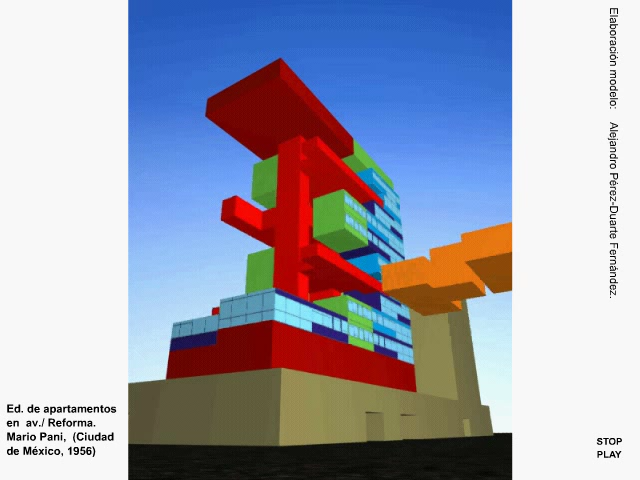 Elaboración modelo: Alejandro Pérez-Duarte Fernández.
Ed. de apartamentos
en av./ Reforma.
Mario Pani, (Ciudad
de México, 1956)
STOP
PLAY